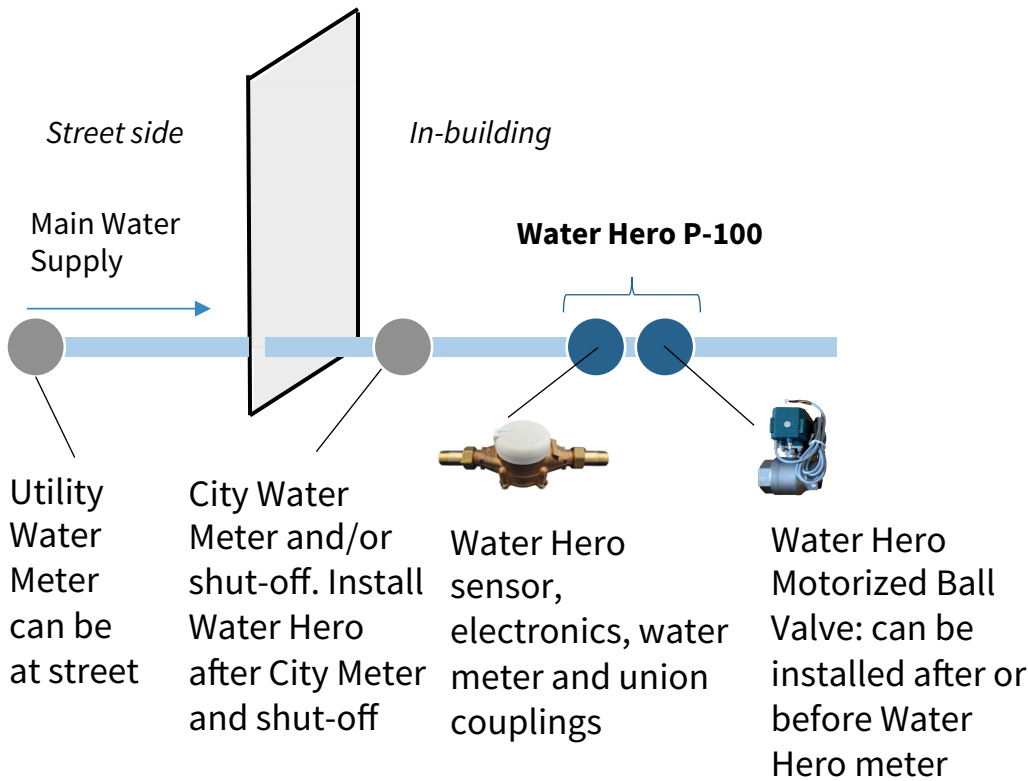 Street side
In-building
Main Water
Supply
Water Hero P-100
Utility
Water
Meter
can be
at street
City Water
Meter and/or
shut-off. Install
Water Hero
after City Meter
and shut-off
Water Hero
sensor,
electronics, water
meter and union
couplings
Water Hero
Motorized Ball
Valve: can be
installed after or
before Water
Hero meter